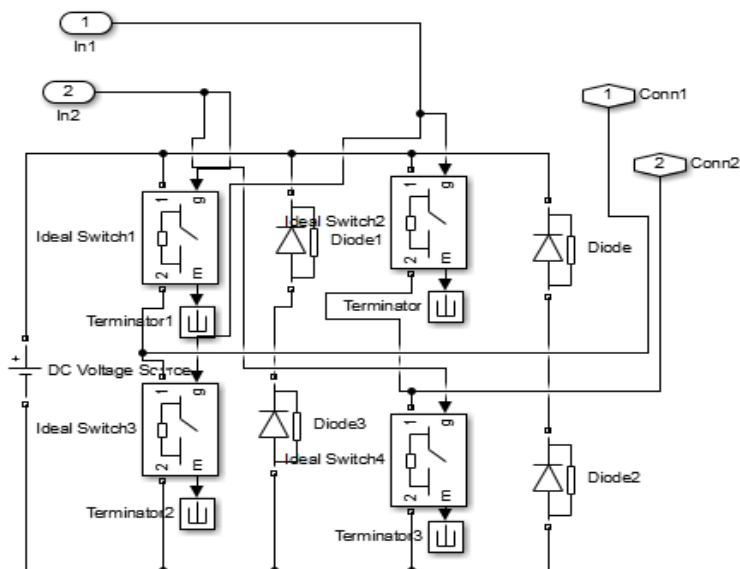 1
In1
2
In2
1
Conn1
2
Conn2
1
g
Ideal Switch1
2
m
Terminator1
Ideal Switch2
Diode1
1
g
2
m
Terminator
Diode
+
DC Voltage Source
1
g
Ideal Switch3
2
m
Terminator2
Diode3
Ideal Switch4
1
g
2
m
Terminator3
Diode2